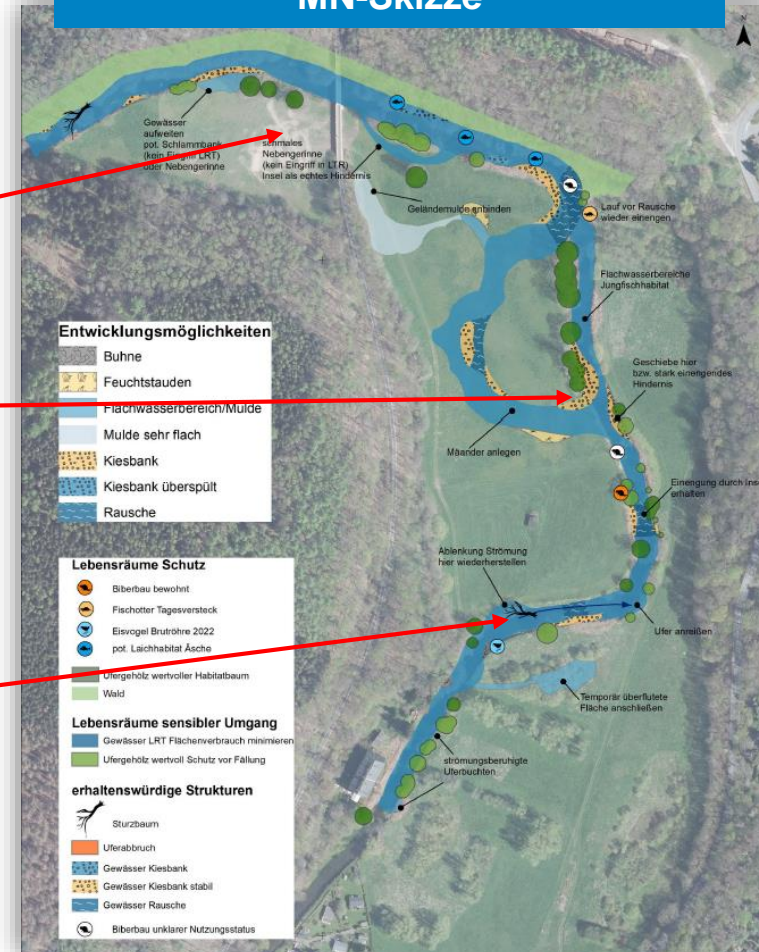 MN-Skizze
N
Gewässer
aufweiten
pot. Schlammbank
(kein Eingriff LRT)
oder Nebengerinne
schmales
Nebengerinne
(kein Eingriff in LTR)
Insel als echtes Hindernis
Geländemulde anbinden
Lauf vor Rausche
wieder einengen
Flachwasserbereiche
Jungfischhabitat
Geschiebe hier
bzw. stark einengendes
Hindernis
Mäander anlegen
Einengung durch Inse
erhalten
Ablenkung Strömung
hier wiederherstellen
Ufer anreißen
Temporär überflutete
Fläche anschließen
strömungsberuhigte
Uferbuchten
Entwicklungsmöglichkeiten
Buhne
Feuchtstauden
Flachwasserbereich/Mulde
Mulde sehr flach
Kiesbank
Kiesbank überspült
Rausche
Lebensräume Schutz
Biberbau bewohnt
Fischotter Tagesversteck
Eisvogel Brutröhre 2022
pot. Laichhabitat Äsche
Ufergehölz wertvoller Habitatbaum
Wald
Lebensräume sensibler Umgang
Gewässer LRT Flächenverbrauch minimieren
Ufergehölz wertvoll Schutz vor Fällung
erhaltenswürdige Strukturen
Sturzbaum
Uferabbruch
Gewässer Kiesbank
Gewässer Kiesbank stabil
Gewässer Rausche
Biberbau unklarer Nutzungsstatus